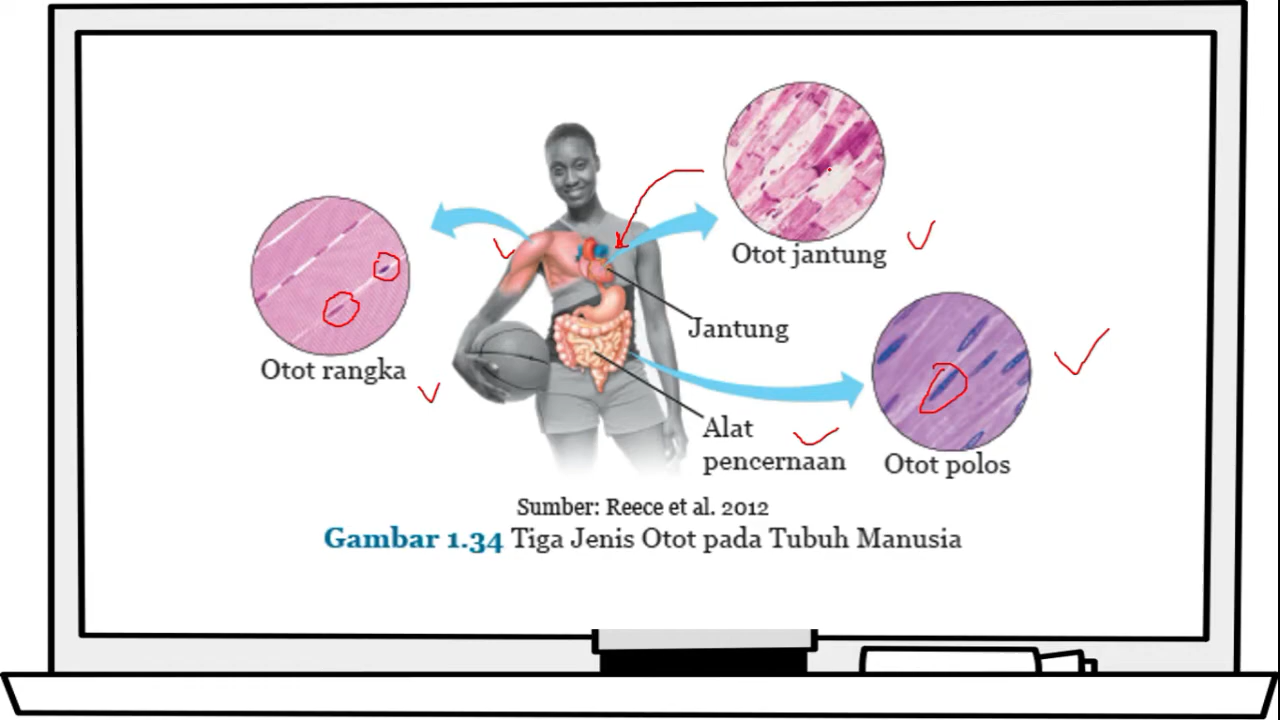 Otot jantung
Otot rangka
Jantung
Alat
pencernaan
Otot polos
Sumber: Reece et al. 2012
Gambar 1.34 Tiga Jenis Otot pada Tubuh Manusia